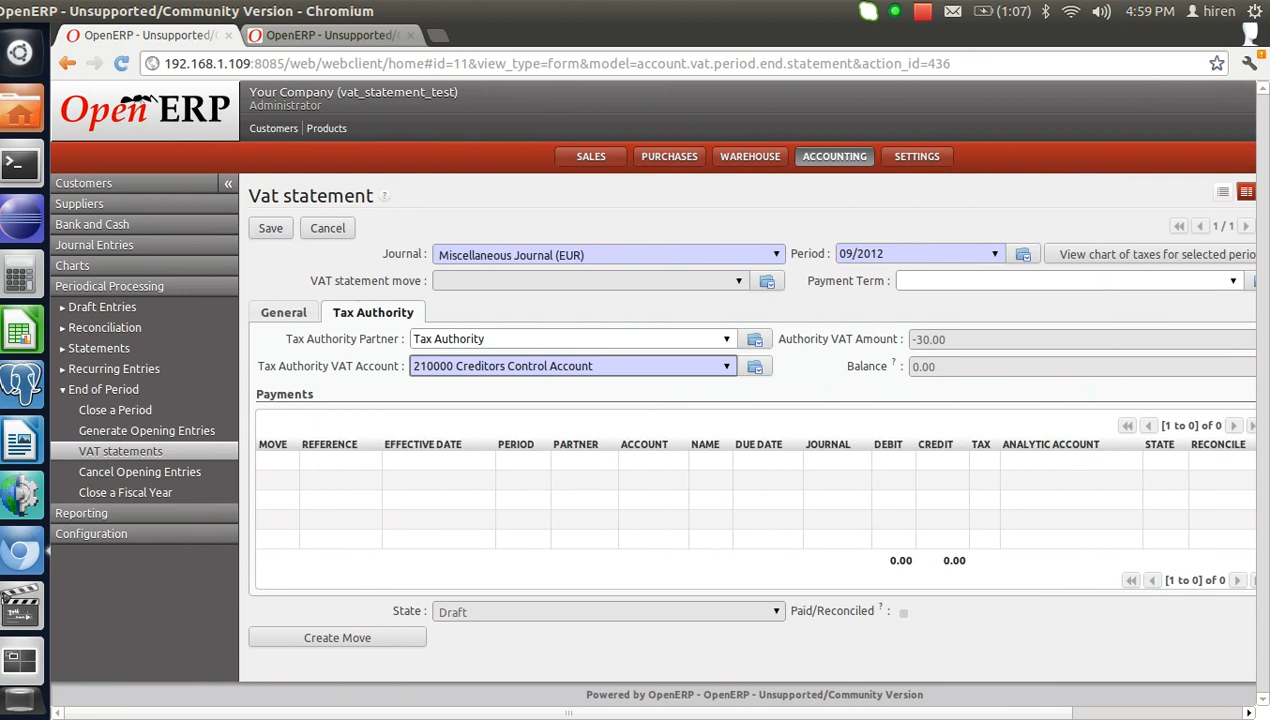 OpenERP - Unsupported/Community Version - Chromium
(1:07) 4:59 PM hiren
OpenERP - Unsupported/C
OpenERP - Unsupported/C
192.168.1.109:8085/web/webclient/home#id=11&view_type=form&model=account.vat.period.end.statement&action_id=436
Open ERP
Your Company (vat_statement_test)
Administrator
Customers | Products
SALES PURCHASES WAREHOUSE ACCOUNTING SETTINGS
Customers «
Suppliers
Bank and Cash
Journal Entries
Charts
Periodical Processing
Draft Entries
Reconciliation
Statements
Recurring Entries
End of Period
Close a Period
Generate Opening Entries
VAT statements
Cancel Opening Entries
Close a Fiscal Year
Reporting
Configuration
Vat statement ?
Save Cancel 1 / 1
Journal : Miscellaneous Journal (EUR) Period : 09/2012 View chart of taxes for selected perio
VAT statement move : Payment Term :
General Tax Authority
Tax Authority Partner : Tax Authority Authority VAT Amount : -30.00
Tax Authority VAT Account : 210000 Creditors Control Account Balance ? : 0.00
Payments
[1 to 0] of 0
MOVE REFERENCE EFFECTIVE DATE PERIOD PARTNER ACCOUNT NAME DUE DATE JOURNAL DEBIT CREDIT TAX ANALYTIC ACCOUNT STATE RECONCILE
0.00 0.00
[1 to 0] of 0
State : Draft Paid/Reconciled ? :
Create Move
Powered by OpenERP - OpenERP - Unsupported/Community Version